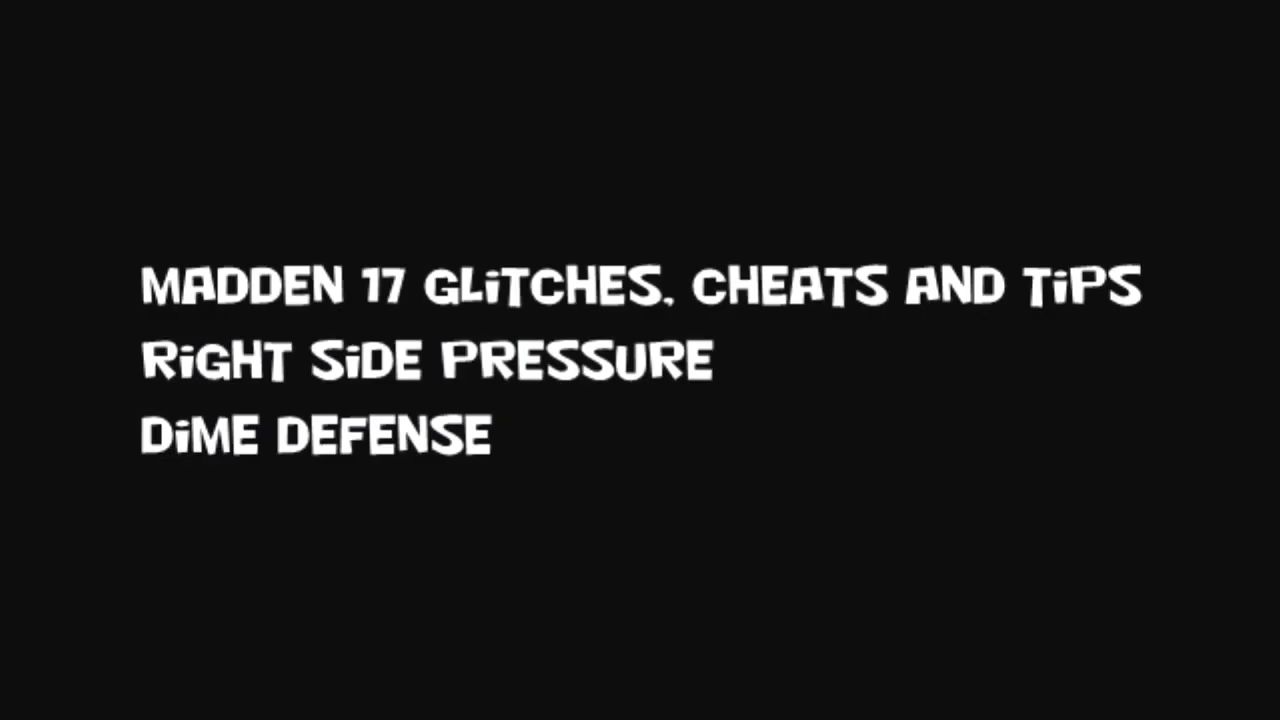 MADDEN 17 GLiTCHES, CHEATS AND TiPS
RiGHT SiDE PRESSURE
DiME DEFENSE